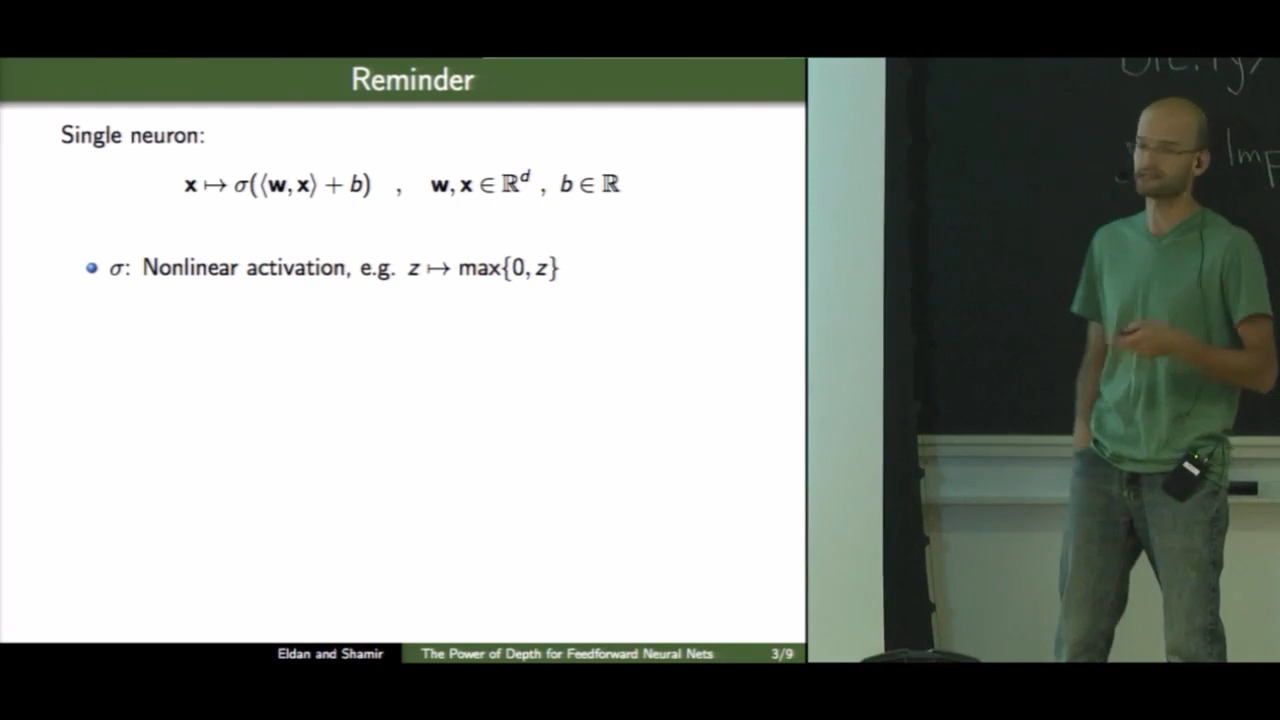 Reminder
Single neuron:
x ↦ σ(⟨w, x⟩ + b) , w, x ∈ ℝᵈ , b ∈ ℝ
σ: Nonlinear activation, e.g. z ↦ max{0, z}
Eldan and Shamir The Power of Depth for Feedforward Neural Nets 3/9